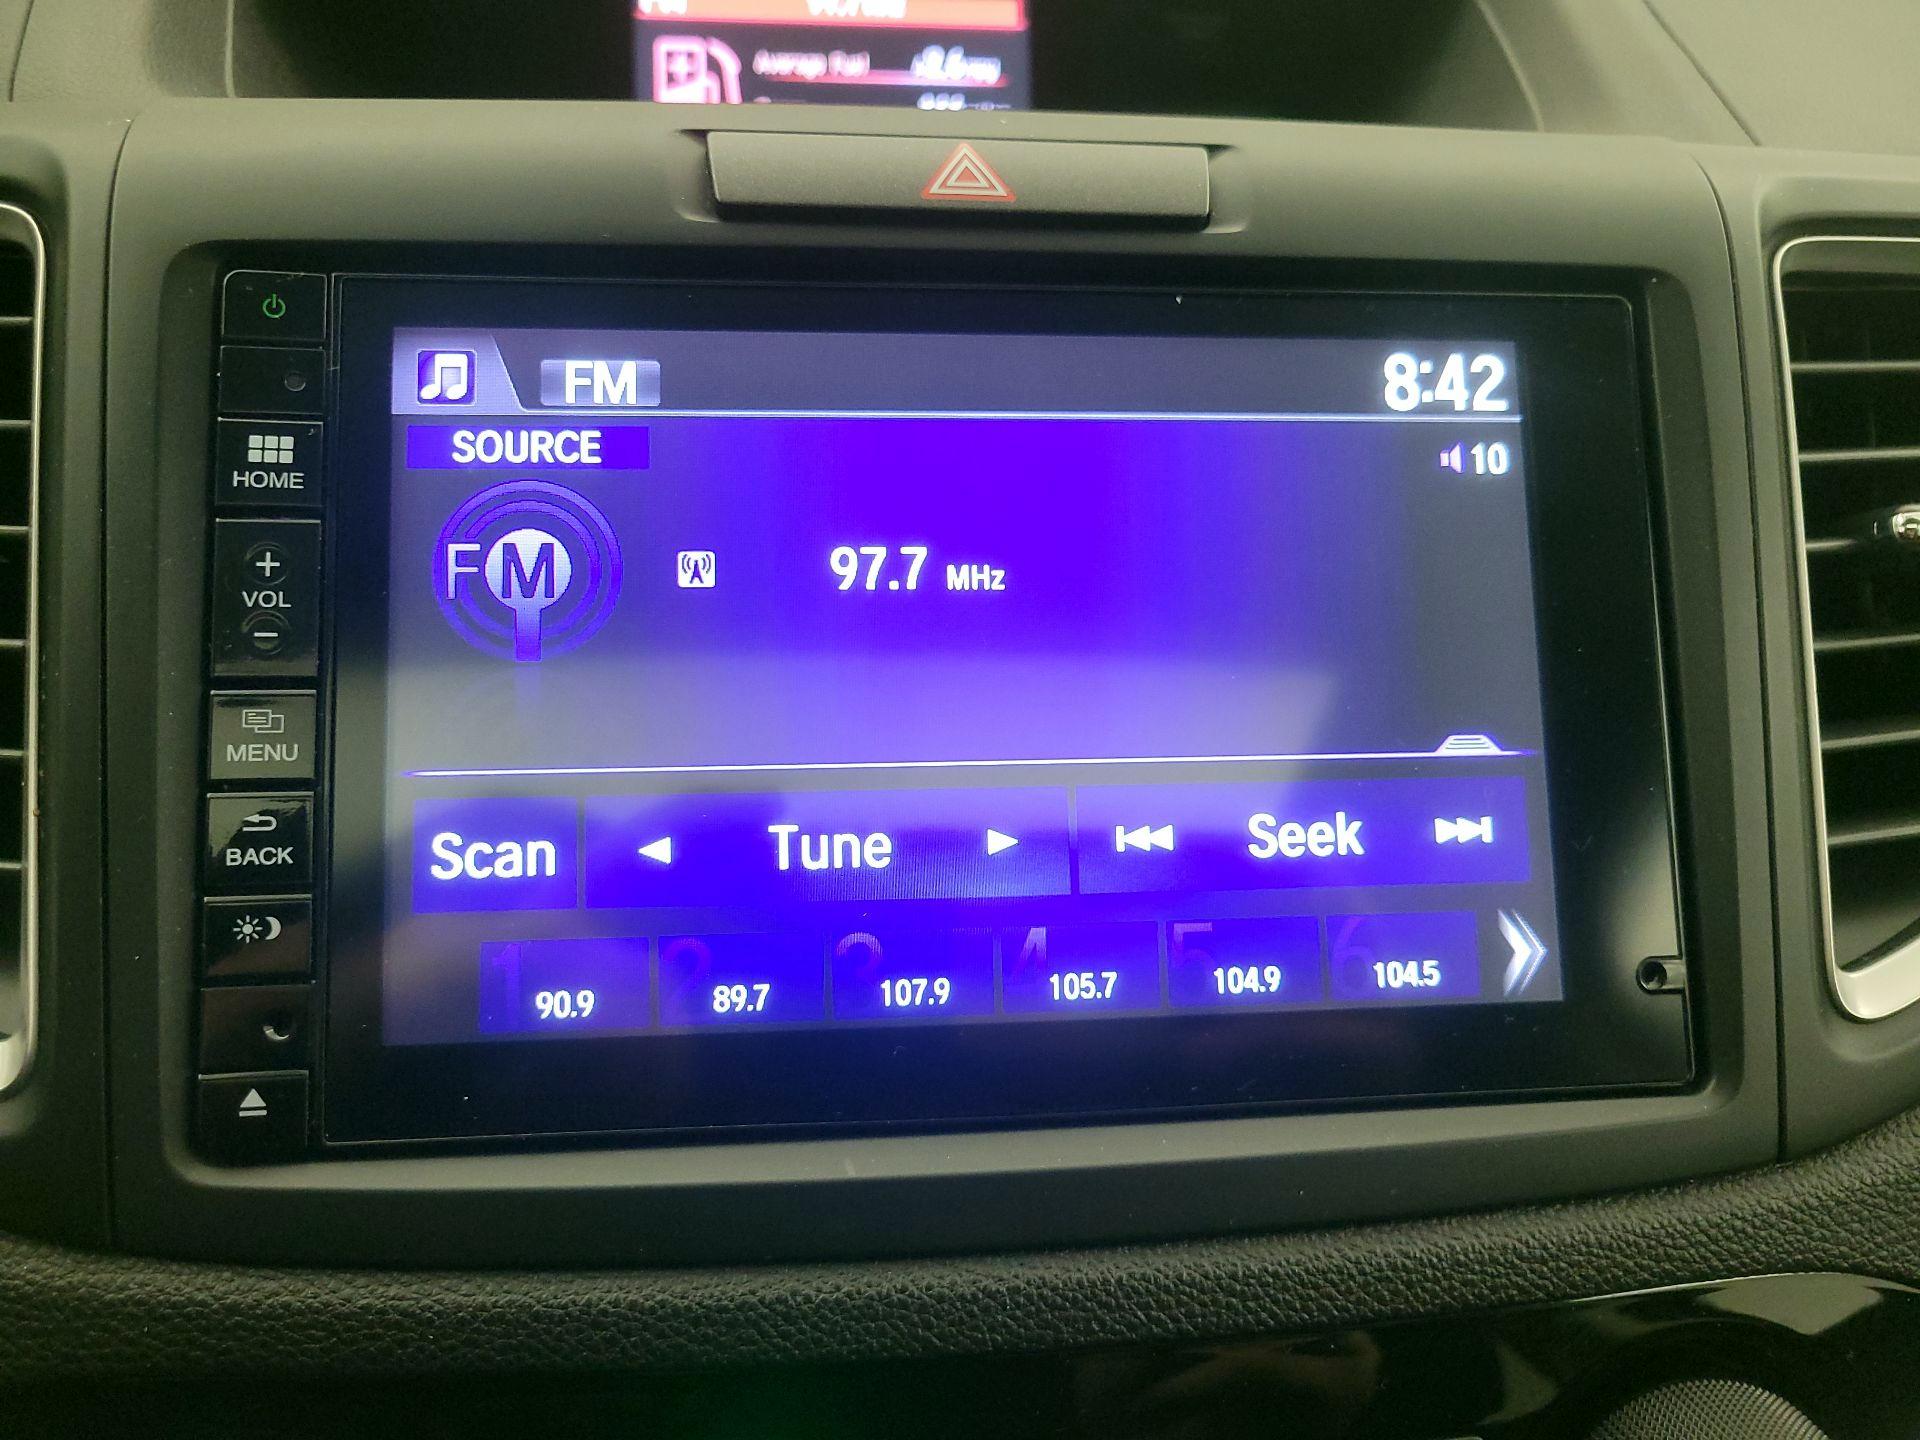 FM
Average Fuel
FM
8:42
SOURCE
10
FM
97.7 MHz
HOME
+
VOL
-
MENU
BACK
Scan
Tune
Seek
1 90.9
2 89.7
3 107.9
4 105.7
5 104.9
6 104.5